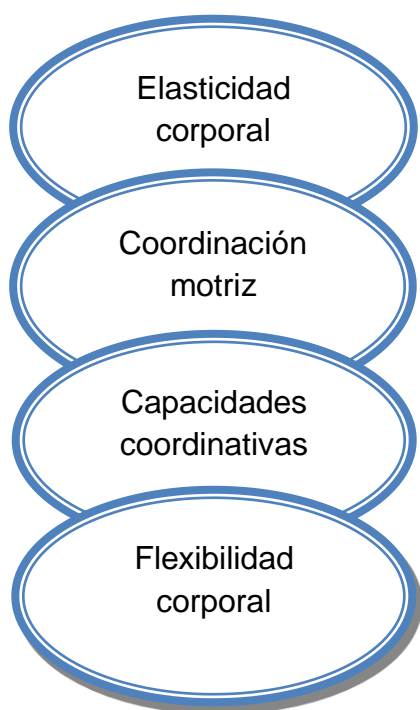 Elasticidad
corporal
Coordinación
motriz
Capacidades
coordinativas
Flexibilidad
corporal